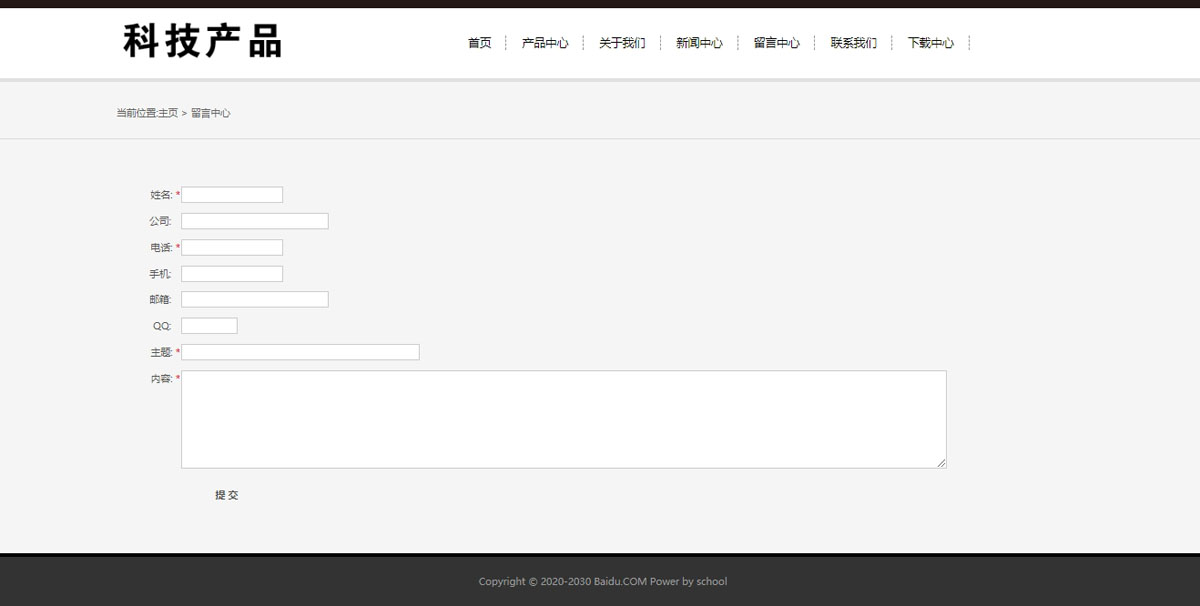 科技产品
首页 产品中心 关于我们 新闻中心 留言中心 联系我们 下载中心
当前位置:主页 > 留言中心
姓名: *
公司:
电话: *
手机:
邮箱:
QQ:
主题: *
内容: *
提 交
Copyright © 2020-2030 Baidu.COM Power by school